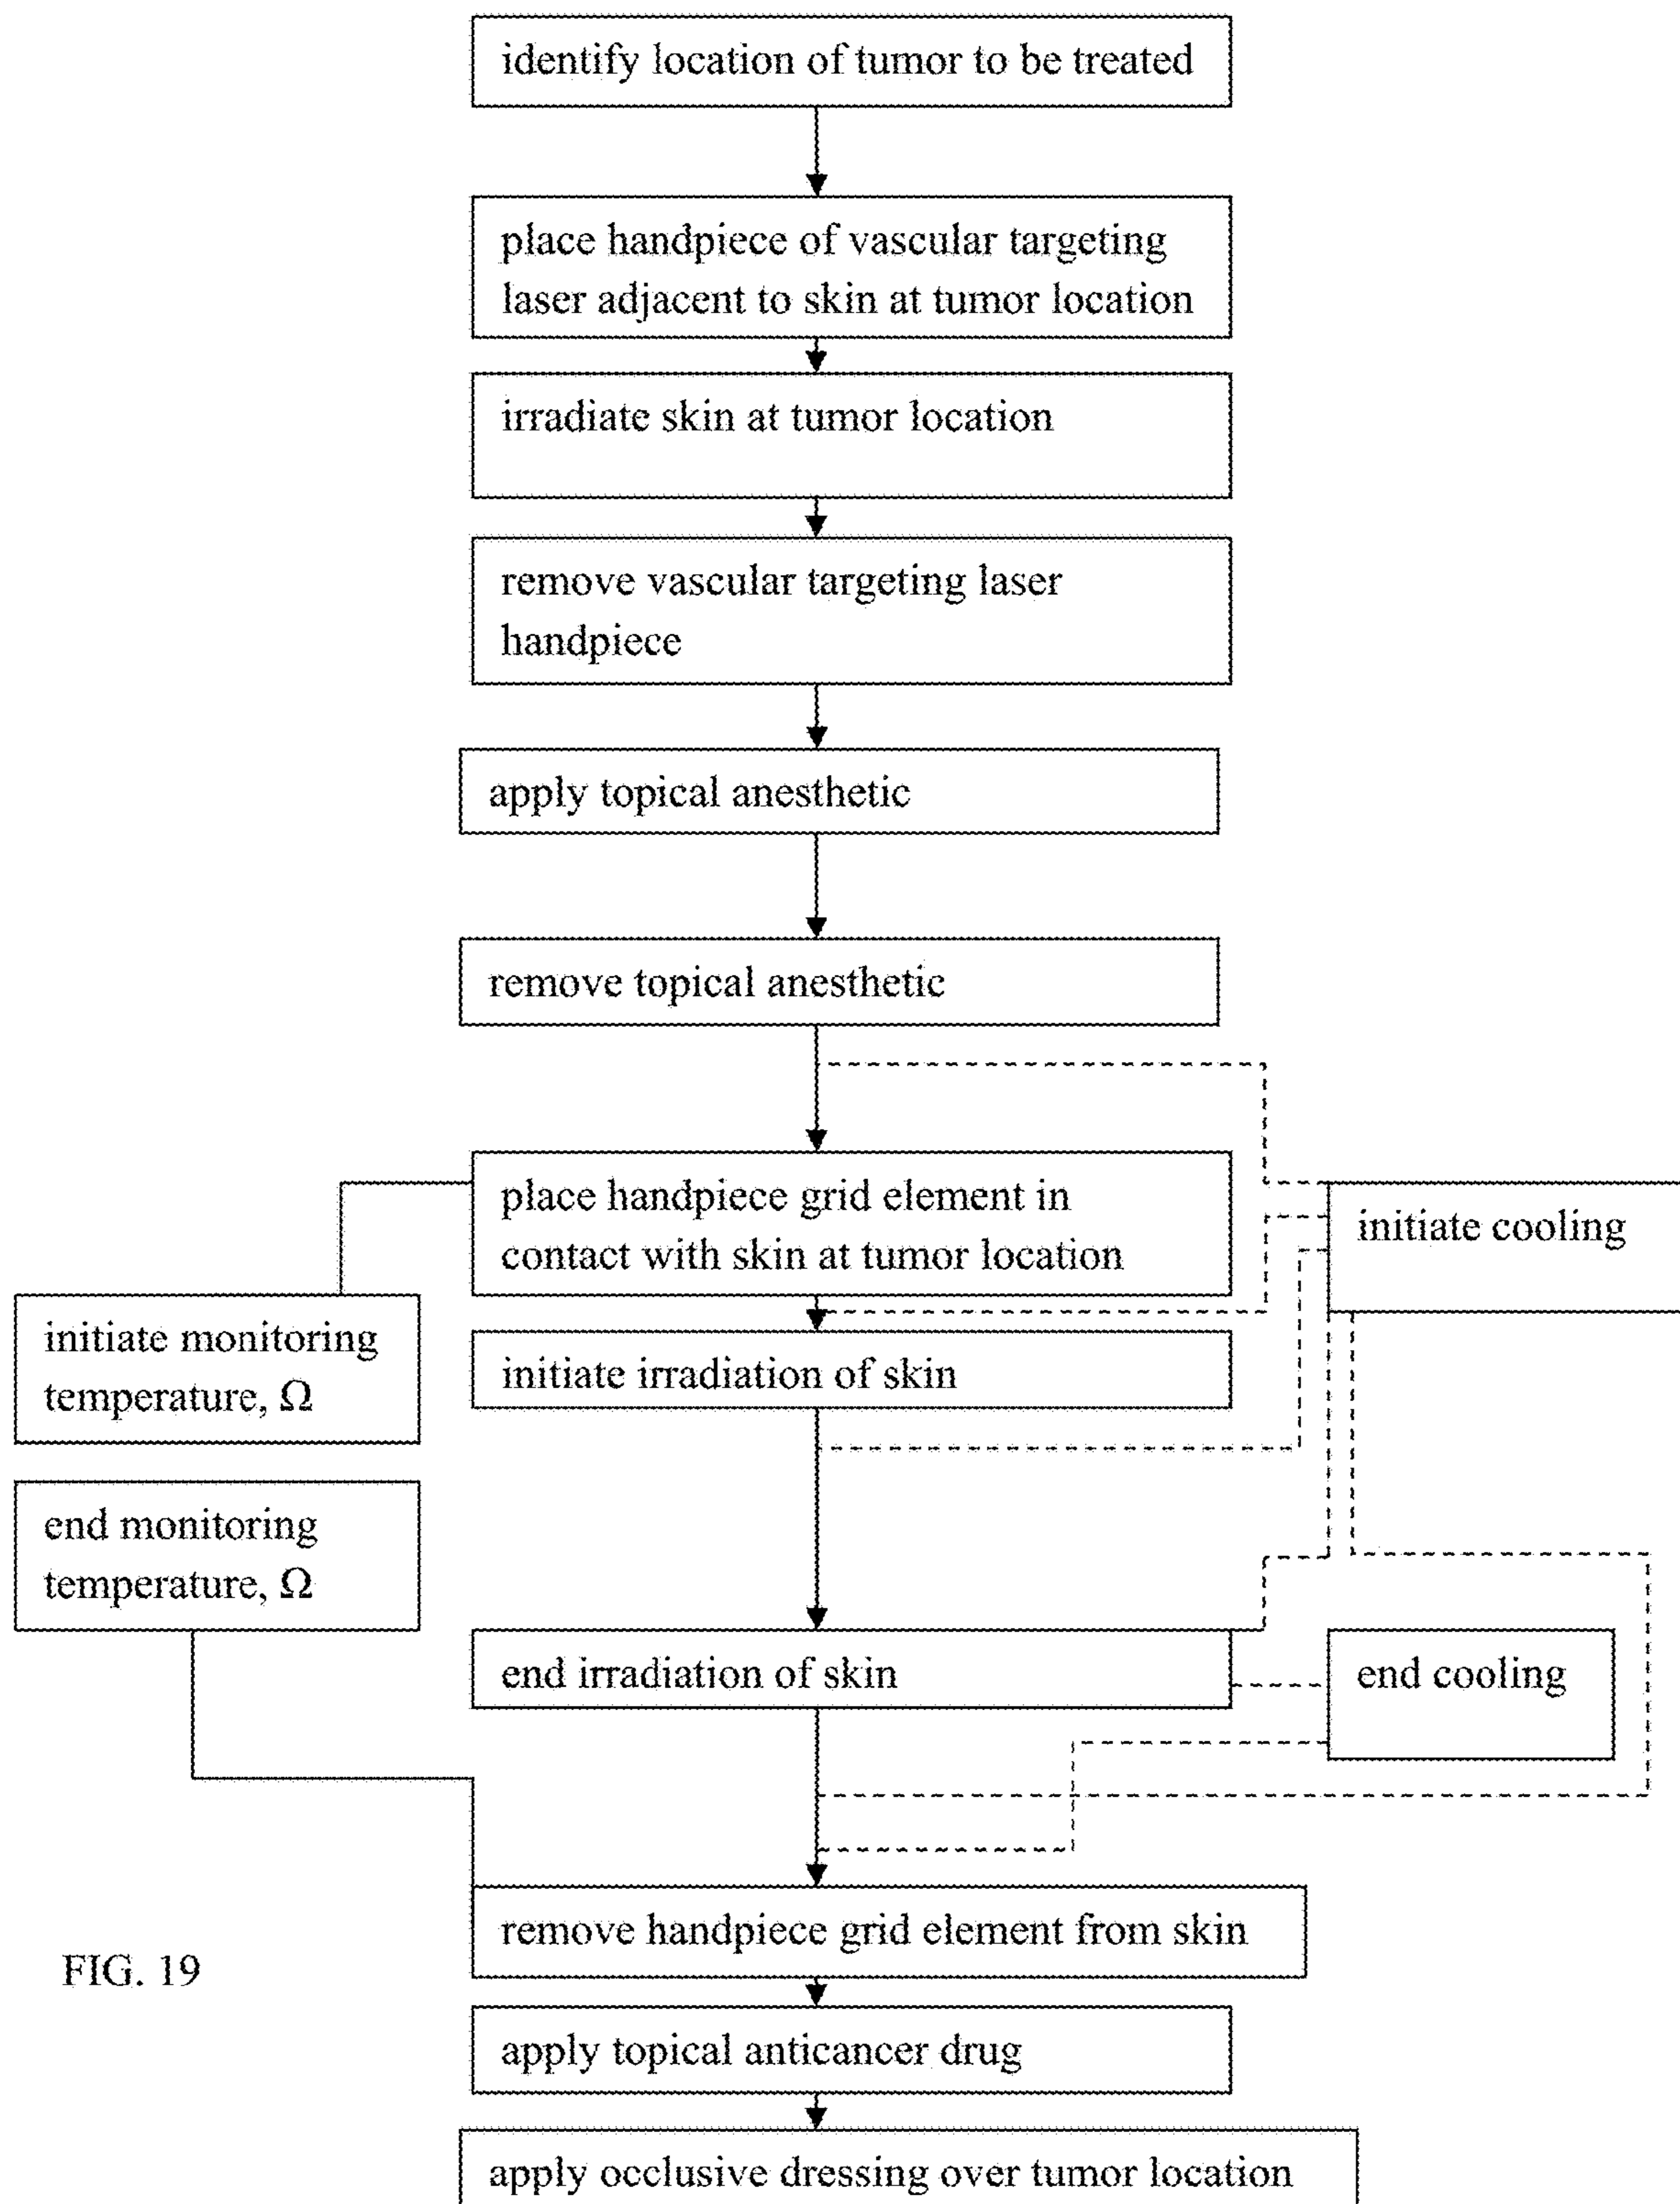 identify location of tumor to be treated
place handpiece of vascular targeting
laser adjacent to skin at tumor location
irradiate skin at tumor location
remove vascular targeting laser
handpiece
apply topical anesthetic
remove topical anesthetic
place handpiece grid element in
contact with skin at tumor location
initiate cooling
initiate monitoring
temperature, Ω
initiate irradiation of skin
end monitoring
temperature, Ω
end irradiation of skin
end cooling
remove handpiece grid element from skin
FIG. 19
apply topical anticancer drug
apply occlusive dressing over tumor location